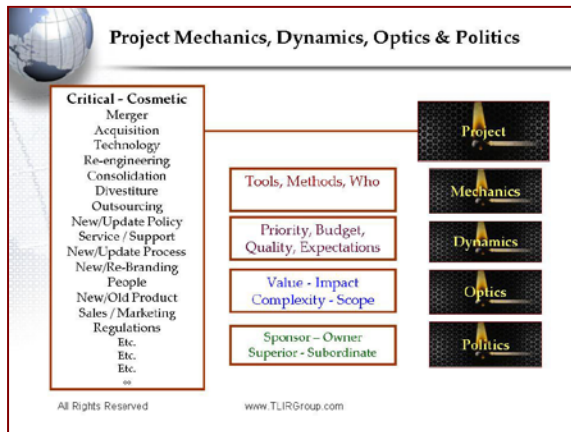 Project Mechanics, Dynamics, Optics & Politics
Critical - Cosmetic
Merger
Acquisition
Technology
Re-engineering
Consolidation
Divestiture
Outsourcing
New/Update Policy
Service / Support
New/Update Process
New/Re-Branding
People
New/Old Product
Sales / Marketing
Regulations
Etc.
Etc.
Etc.
∞
Project
Tools, Methods, Who
Mechanics
Priority, Budget,
Quality, Expectations
Dynamics
Value - Impact
Complexity - Scope
Optics
Sponsor – Owner
Superior - Subordinate
Politics
All Rights Reserved
www.TLIRGroup.com